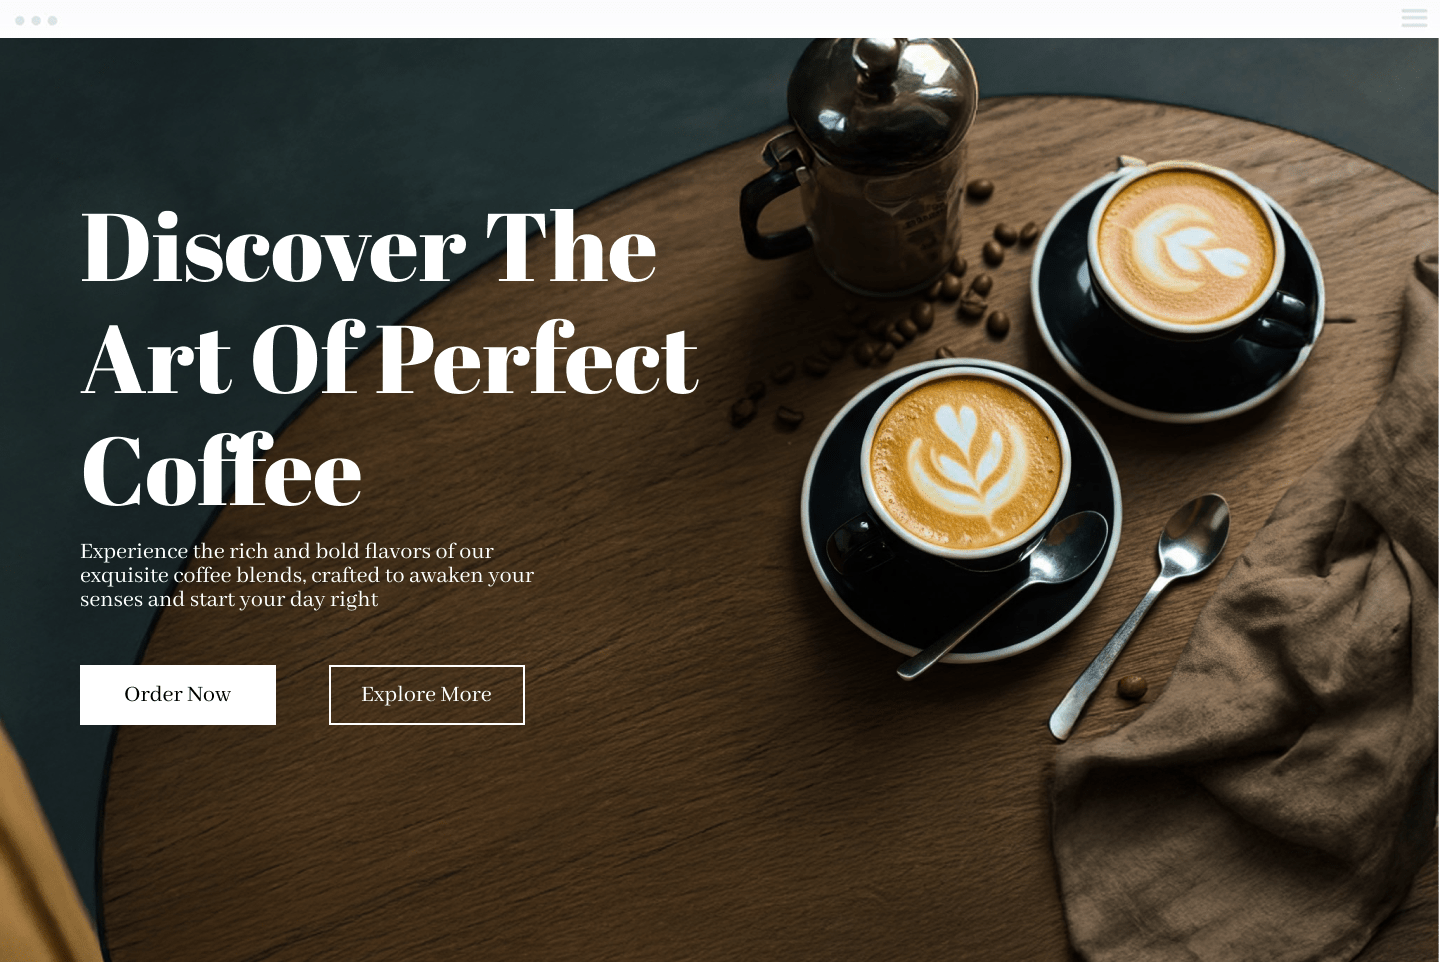 Discover The
Art Of Perfect
Coffee
Experience the rich and bold flavors of our
exquisite coffee blends, crafted to awaken your
senses and start your day right
Order Now
Explore More